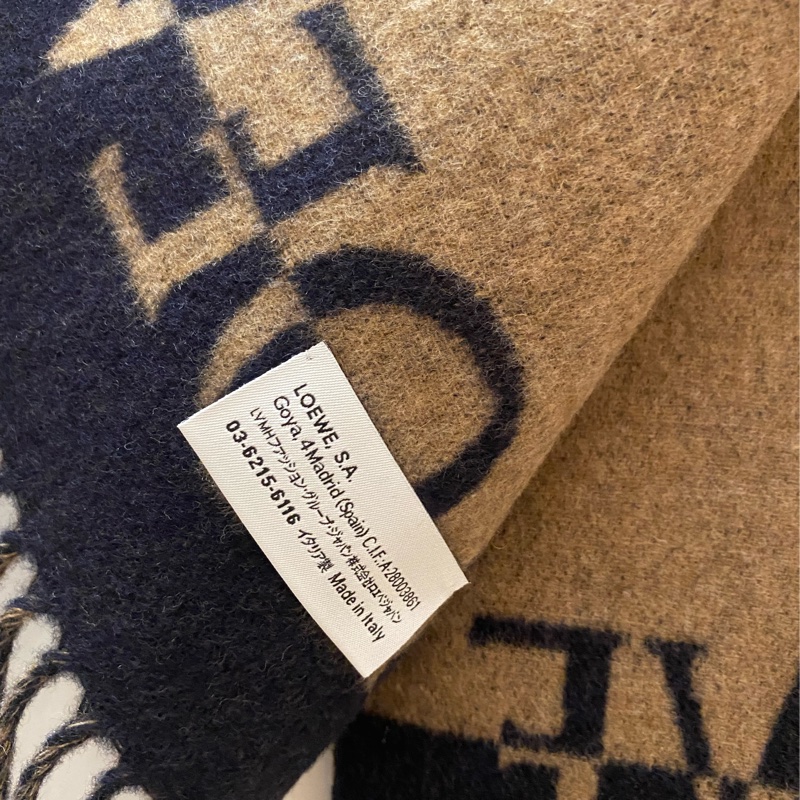 LOEWE, S.A.
Goya, 4 Madrid (Spain) C.I.F.: A-28003861
LVMHファッション・グループ・ジャパン株式会社ロエベジャパン
03-6215-6116 イタリア製 Made in Italy